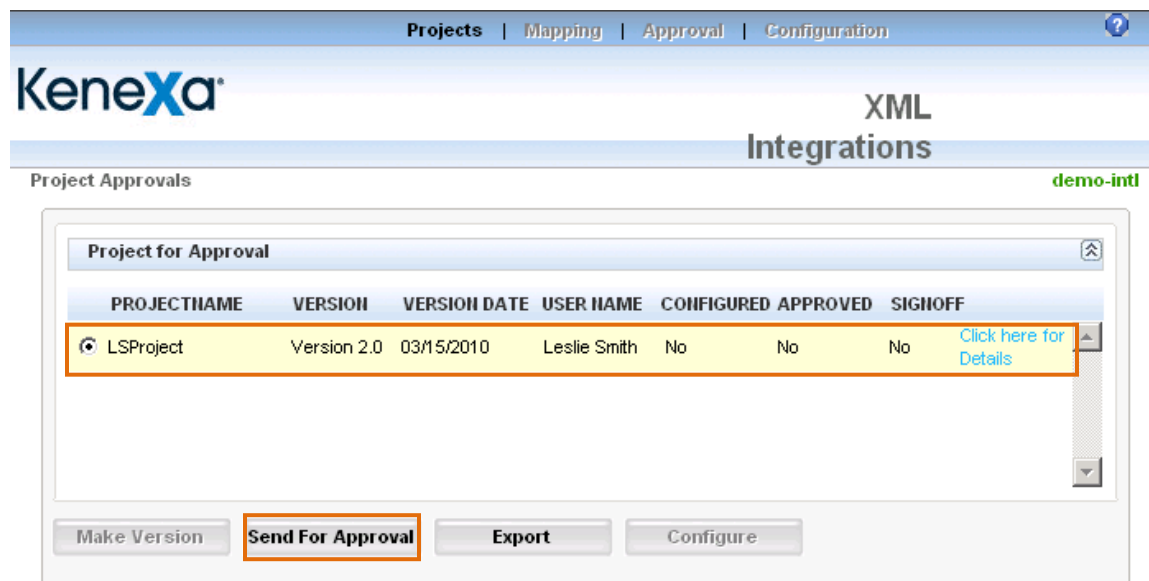 Projects | Mapping | Approval | Configuration ?
Kenexa®
XML
Integrations
Project Approvals demo-intl
Project for Approval
PROJECTNAME VERSION VERSION DATE USER NAME CONFIGURED APPROVED SIGNOFF
LSProject Version 2.0 03/15/2010 Leslie Smith No No No Click here for
Details
Make Version Send For Approval Export Configure